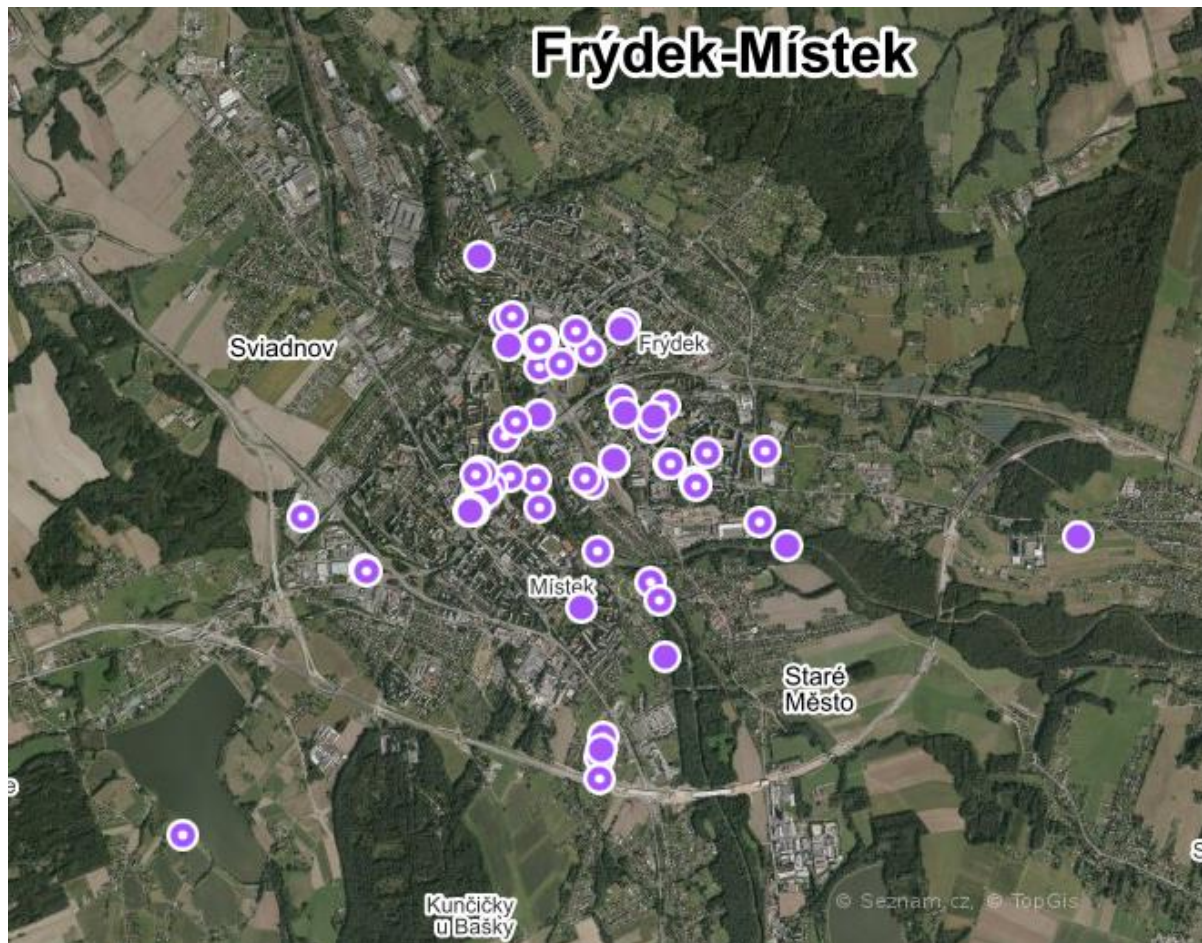 Frýdek-Místek
Sviadnov
Frýdek
Místek
Staré
Město
e
Kunčičky
u Bašky
S
© Seznam.cz, © TopGis